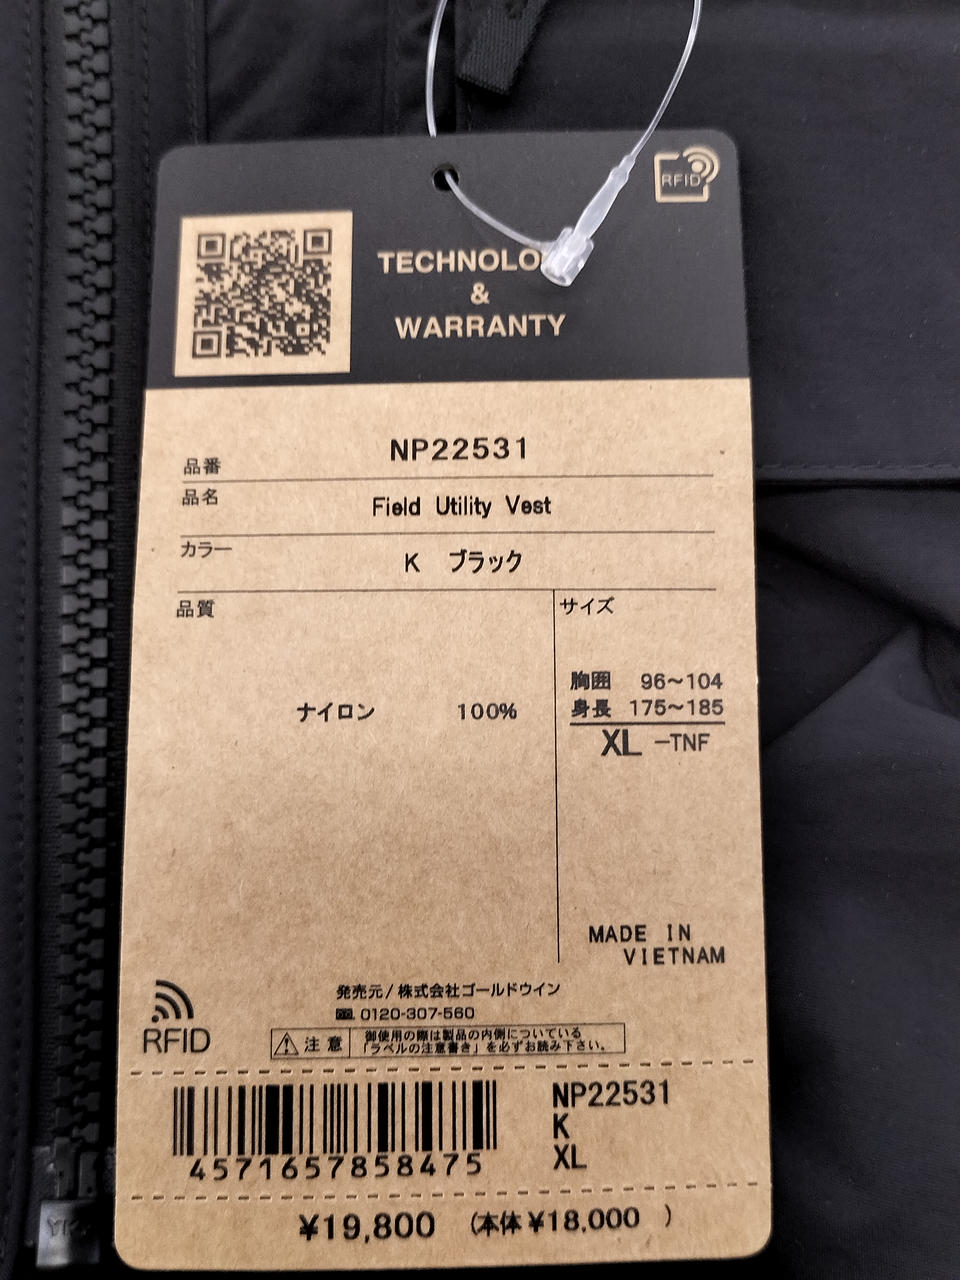 RFID
TECHNOLO
&
WARRANTY
品番 NP22531
品名 Field Utility Vest
カラー K ブラック
品質 サイズ
胸囲 96~104
ナイロン 100% 身長 175~185
XL -TNF
MADE IN
VIETNAM
発売元/株式会社ゴールドウイン
0120-307-560
RFID
注意 御使用の際は製品の内側についている
「ラベルの注意書き」を必ずお読み下さい。
NP22531
K
XL
4571657858475
¥19,800 (本体¥18,000 )
YKK